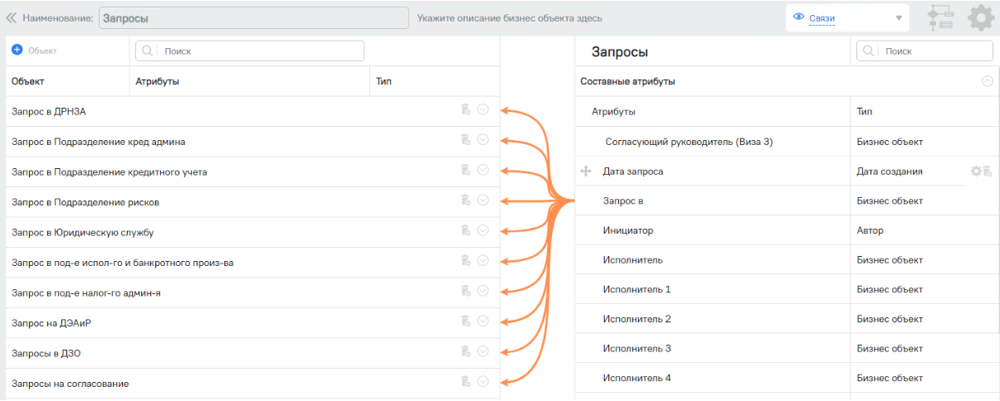 Наименование: Запросы Укажите описание бизнес объекта здесь Связи
Объект Поиск
Объект Атрибуты Тип
Запрос в ДРНЗА
Запрос в Подразделение кред админа
Запрос в Подразделение кредитного учета
Запрос в Подразделение рисков
Запрос в Юридическую службу
Запрос в под-е испол-го и банкротного произ-ва
Запрос в под-е налог-го админ-я
Запрос на ДЭАиР
Запросы в ДЗО
Запросы на согласование
Запросы Поиск
Составные атрибуты
Атрибуты Тип
Согласующий руководитель (Виза 3) Бизнес объект
Дата запроса Дата создания
Запрос в Бизнес объект
Инициатор Автор
Исполнитель Бизнес объект
Исполнитель 1 Бизнес объект
Исполнитель 2 Бизнес объект
Исполнитель 3 Бизнес объект
Исполнитель 4 Бизнес объект